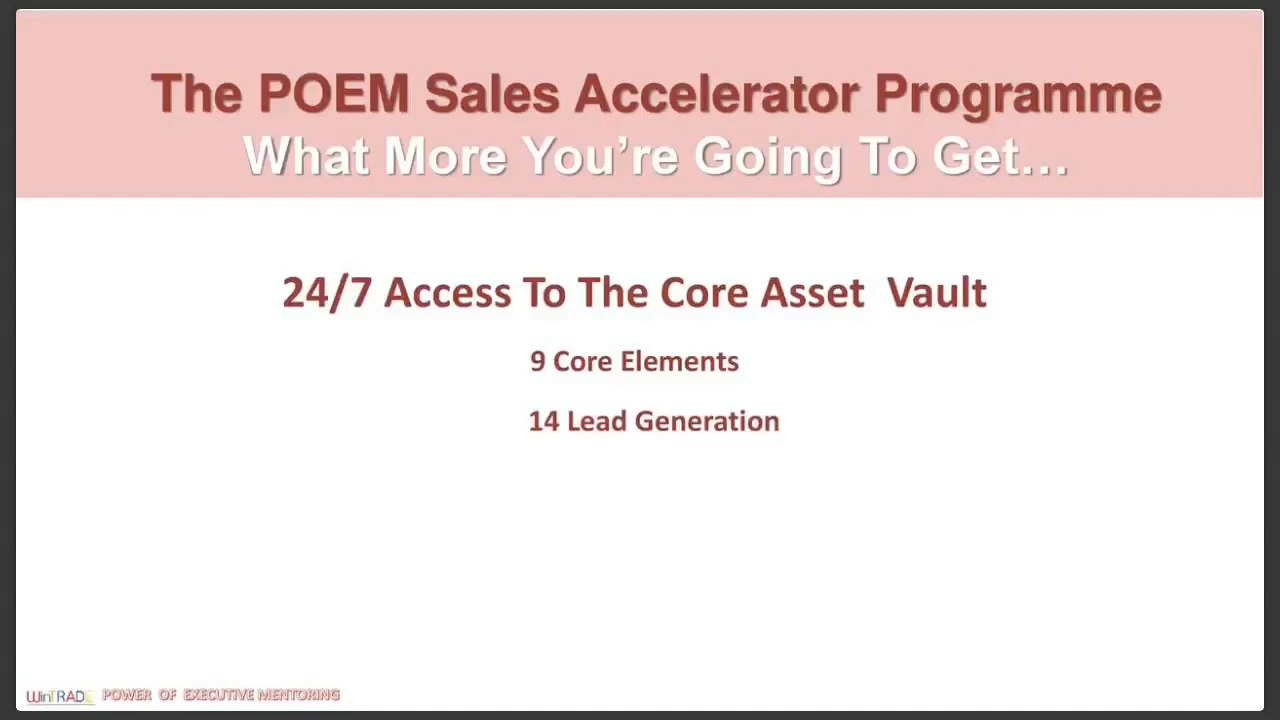 The POEM Sales Accelerator Programme
What More You’re Going To Get…
24/7 Access To The Core Asset  Vault
9 Core Elements
14 Lead Generation
WinTRADE POWER OF EXECUTIVE MENTORING